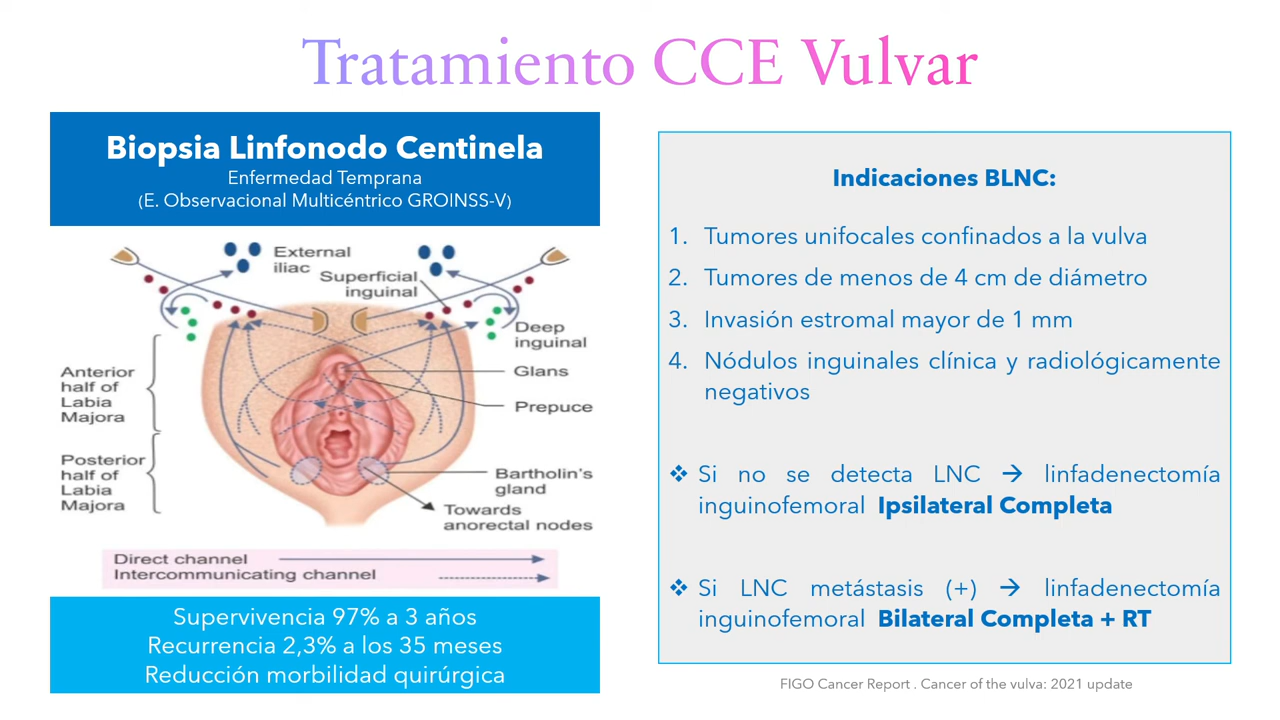 Tratamiento CCE Vulvar
Biopsia Linfonodo Centinela
Enfermedad Temprana
(E. Observacional Multicéntrico GROINSS-V)
External
iliac
Superficial
inguinal
Deep
inguinal
Glans
Prepuce
Anterior
half of
Labia
Majora
Posterior
half of
Labia
Majora
Bartholin's
gland
Towards
anorectal nodes
Direct channel
Intercommunicating channel
Supervivencia 97% a 3 años
Recurrencia 2,3% a los 35 meses
Reducción morbilidad quirúrgica
Indicaciones BLNC:
1. Tumores unifocales confinados a la vulva
2. Tumores de menos de 4 cm de diámetro
3. Invasión estromal mayor de 1 mm
4. Nódulos inguinales clínica y radiológicamente
negativos
❖ Si no se detecta LNC → linfadenectomía
inguinofemoral Ipsilateral Completa
❖ Si LNC metástasis (+) → linfadenectomía
inguinofemoral Bilateral Completa + RT
FIGO Cancer Report . Cancer of the vulva: 2021 update